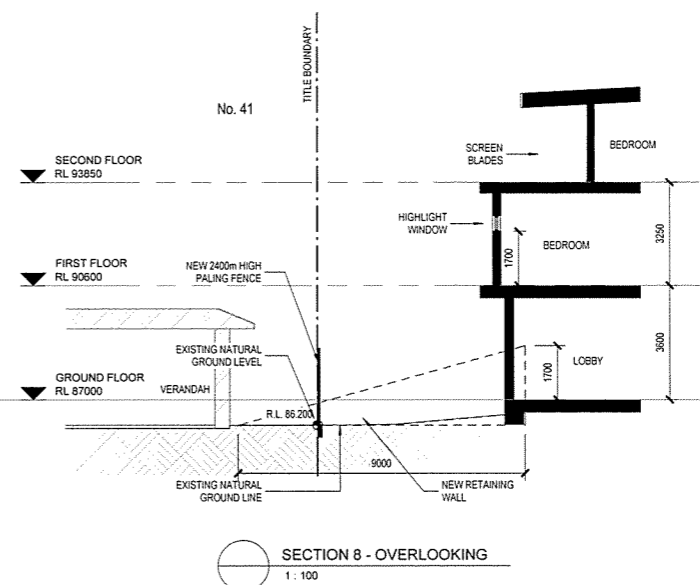 TITLE BOUNDARY
No. 41
SECOND FLOOR
RL 93850
SCREEN
BLADES
BEDROOM
HIGHLIGHT
WINDOW
BEDROOM
1700
3250
FIRST FLOOR
RL 90600
NEW 2400m HIGH
PALING FENCE
EXISTING NATURAL
GROUND LEVEL
LOBBY
1700
3600
GROUND FLOOR
RL 87000
VERANDAH
R.L. 86.200
9000
EXISTING NATURAL
GROUND LINE
NEW RETAINING
WALL
SECTION 8 - OVERLOOKING
1 : 100